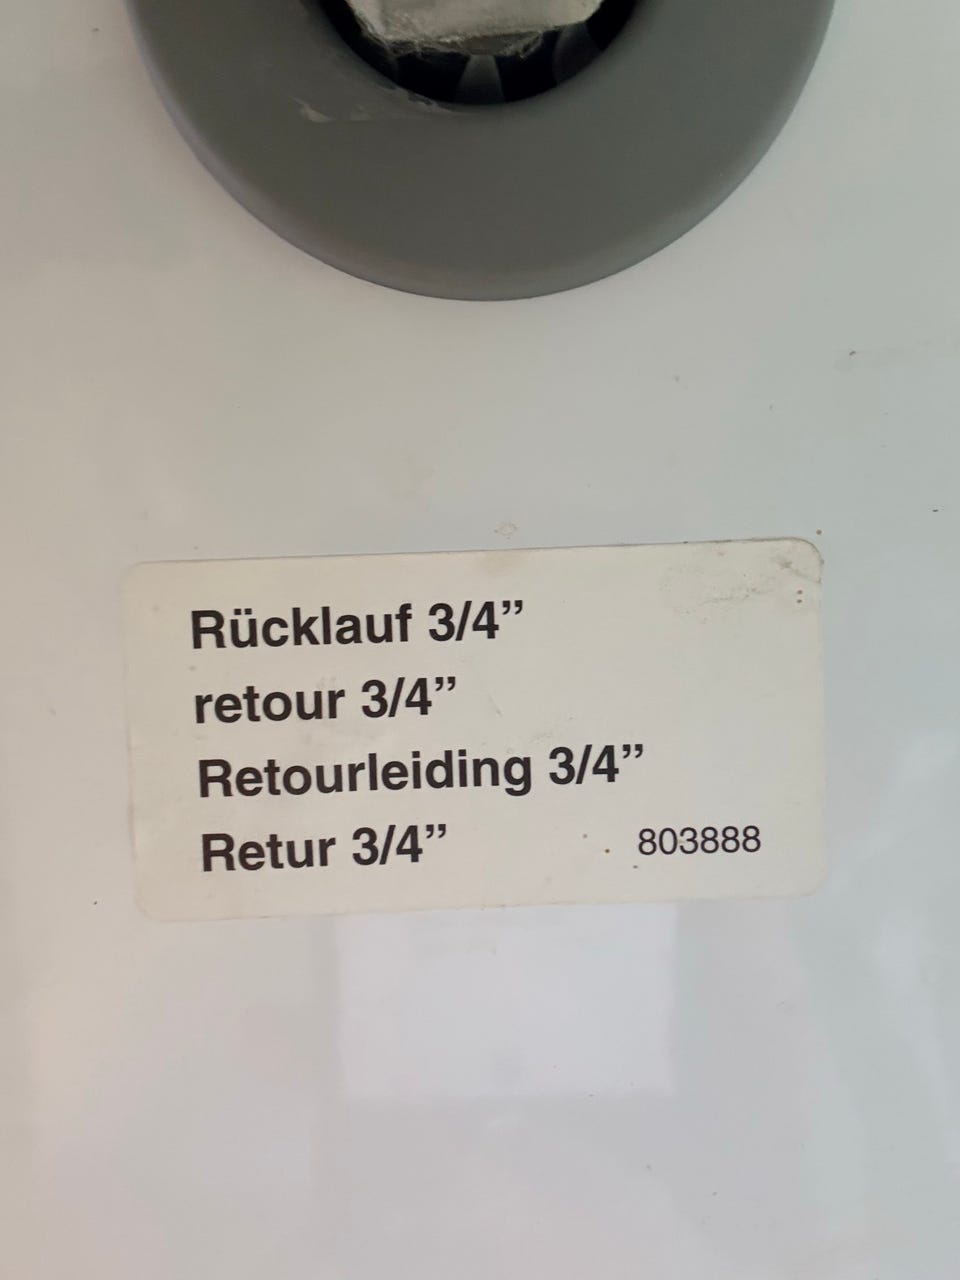 Rücklauf 3/4”
retour 3/4”
Retourleiding 3/4”
Retur 3/4” 803888